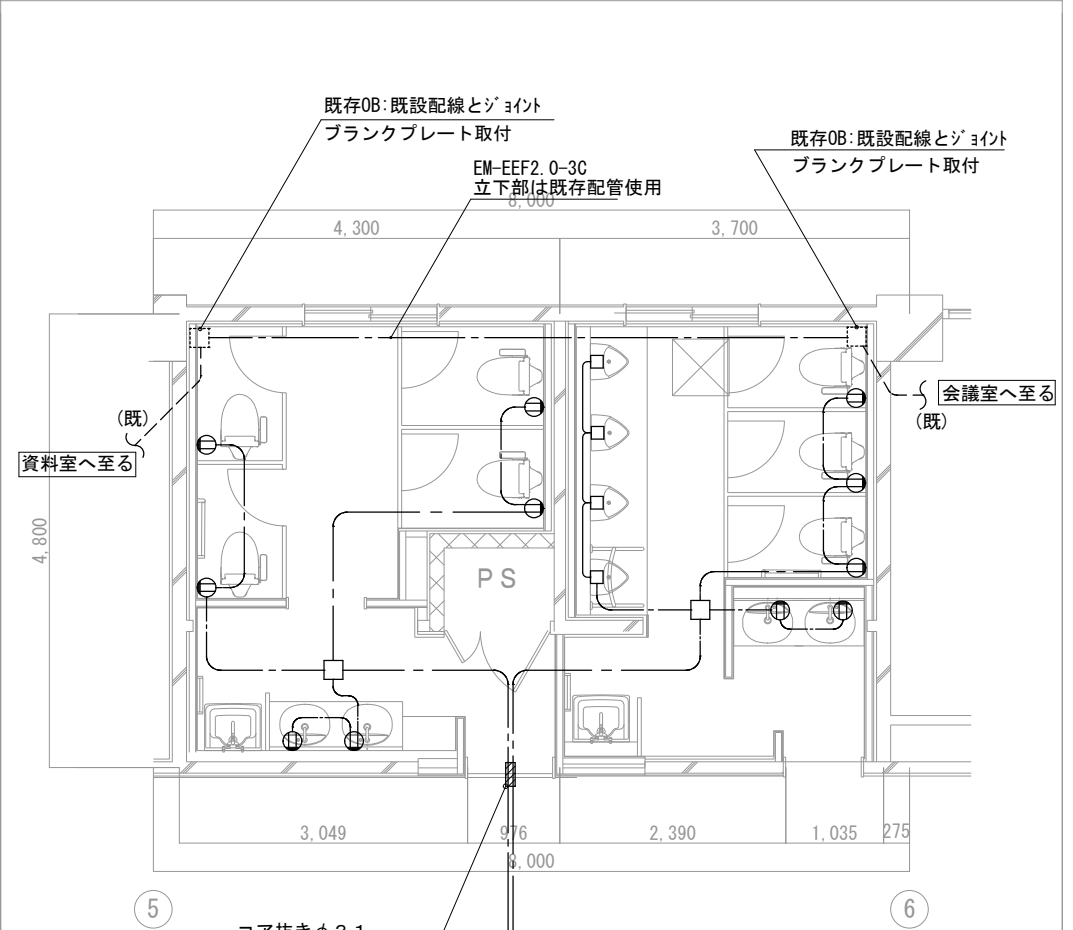 既存OB:既設配線とｼﾞｮｲﾝﾄ
ブランクプレート取付
既存OB:既設配線とｼﾞｮｲﾝﾄ
ブランクプレート取付
EM-EEF2.0-3C
立下部は既存配管使用
8,000
4,300
3,700
(既)
資料室へ至る
会議室へ至る
(既)
4,800
PS
3,049
976
2,390
1,035
275
8,000
5
6